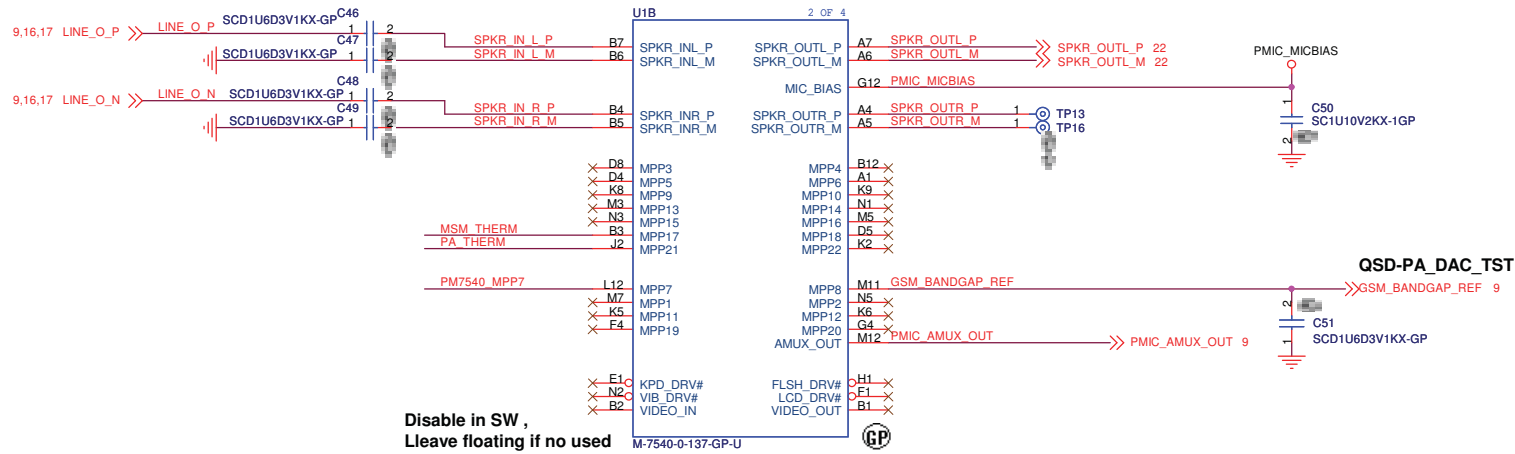 U1B 2 OF 4
9,16,17 LINE_O_P LINE_O_P SCD1U6D3V1KX-GP C46 1 2 SPKR_IN_L_P B7 SPKR_INL_P SPKR_OUTL_P A7 SPKR_OUTL_P SPKR_OUTL_P 22
SCD1U6D3V1KX-GP C47 1 2 SPKR_IN_L_M B6 SPKR_INL_M SPKR_OUTL_M A6 SPKR_OUTL_M SPKR_OUTL_M 22
PMIC_MICBIAS
MIC_BIAS G12 PMIC_MICBIAS
9,16,17 LINE_O_N LINE_O_N SCD1U6D3V1KX-GP C48 1 2 SPKR_IN_R_P B4 SPKR_INR_P SPKR_OUTR_P A4 SPKR_OUTR_P 1 TP13
SCD1U6D3V1KX-GP C49 1 2 SPKR_IN_R_M B5 SPKR_INR_M SPKR_OUTR_M A5 SPKR_OUTR_M 1 TP16
1 2 C50
SC1U10V2KX-1GP
D8 MPP3 MPP4 B12
D4 MPP5 MPP6 A1
K8 MPP9 MPP10 K9
M3 MPP13 MPP14 N1
N3 MPP15 MPP16 M5
MSM_THERM B3 MPP17 MPP18 D5
PA_THERM J2 MPP21 MPP22 K2
QSD-PA_DAC_TST
PM7540_MPP7 L12 MPP7 MPP8 M11 GSM_BANDGAP_REF GSM_BANDGAP_REF 9
M7 MPP1 MPP2 N5
K5 MPP11 MPP12 K6
F4 MPP19 MPP20 G4
AMUX_OUT M12 PMIC_AMUX_OUT PMIC_AMUX_OUT 9
2 1 C51
SCD1U6D3V1KX-GP
E1 KPD_DRV# FLSH_DRV# H1
N2 VIB_DRV# LCD_DRV# F1
B2 VIDEO_IN VIDEO_OUT B1
Disable in SW ,
Lleave floating if no used
M-7540-0-137-GP-U
GP